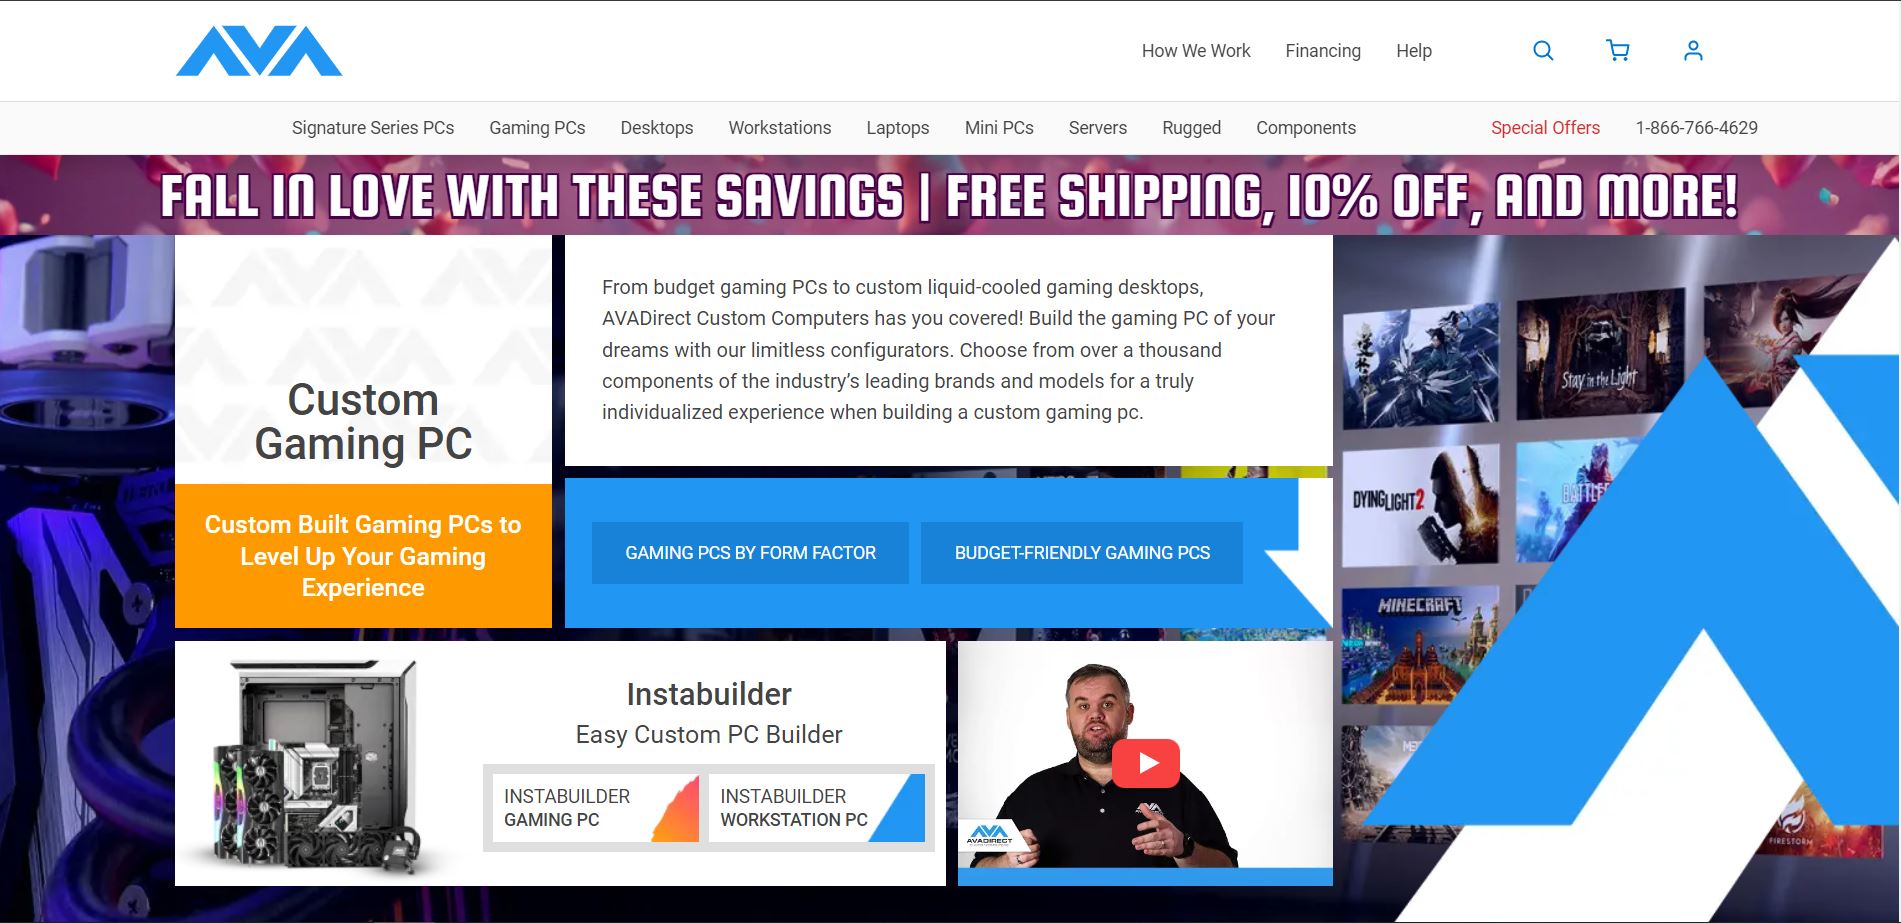 AVA
How We Work
Financing
Help
Signature Series PCs
Gaming PCs
Desktops
Workstations
Laptops
Mini PCs
Servers
Rugged
Components
Special Offers
1-866-766-4629
FALL IN LOVE WITH THESE SAVINGS | FREE SHIPPING, 10% OFF, AND MORE!
Custom
Gaming PC
Custom Built Gaming PCs to
Level Up Your Gaming
Experience
From budget gaming PCs to custom liquid-cooled gaming desktops,
AVADirect Custom Computers has you covered! Build the gaming PC of your
dreams with our limitless configurators. Choose from over a thousand
components of the industry’s leading brands and models for a truly
individualized experience when building a custom gaming pc.
GAMING PCS BY FORM FACTOR
BUDGET-FRIENDLY GAMING PCS
Instabuilder
Easy Custom PC Builder
INSTABUILDER
GAMING PC
INSTABUILDER
WORKSTATION PC
AVA
AVADIRECT
Stay in the Light
DYING LIGHT 2
MINECRAFT
FIRESTORM